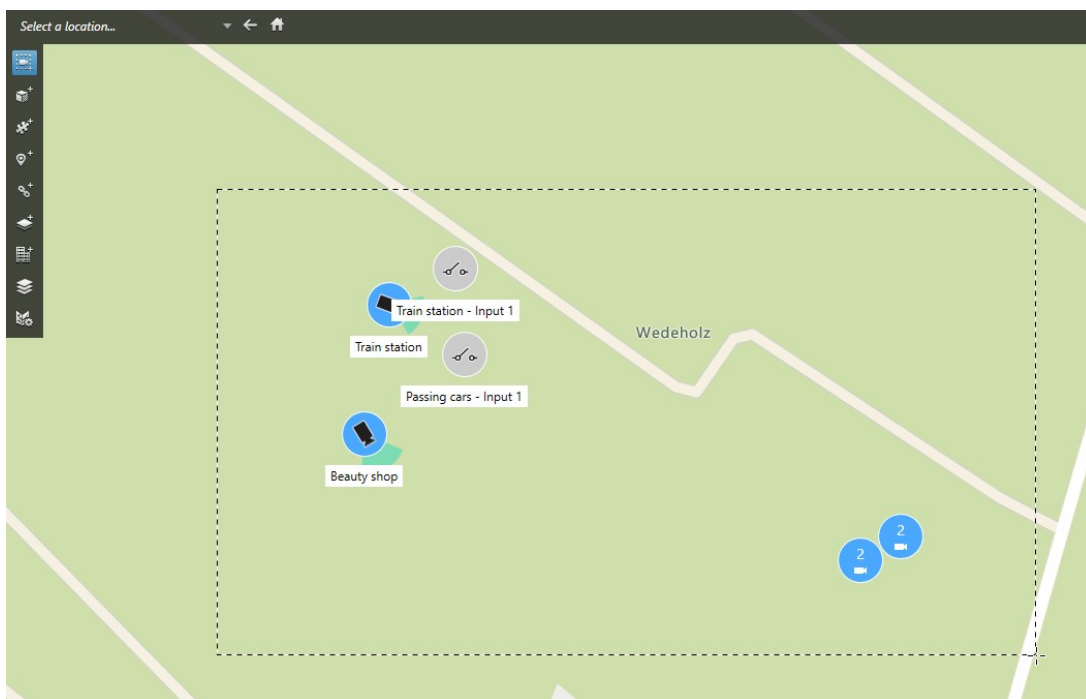 Select a location...
Train station - Input 1
Wedeholz
Train station
Passing cars - Input 1
Beauty shop
2
2